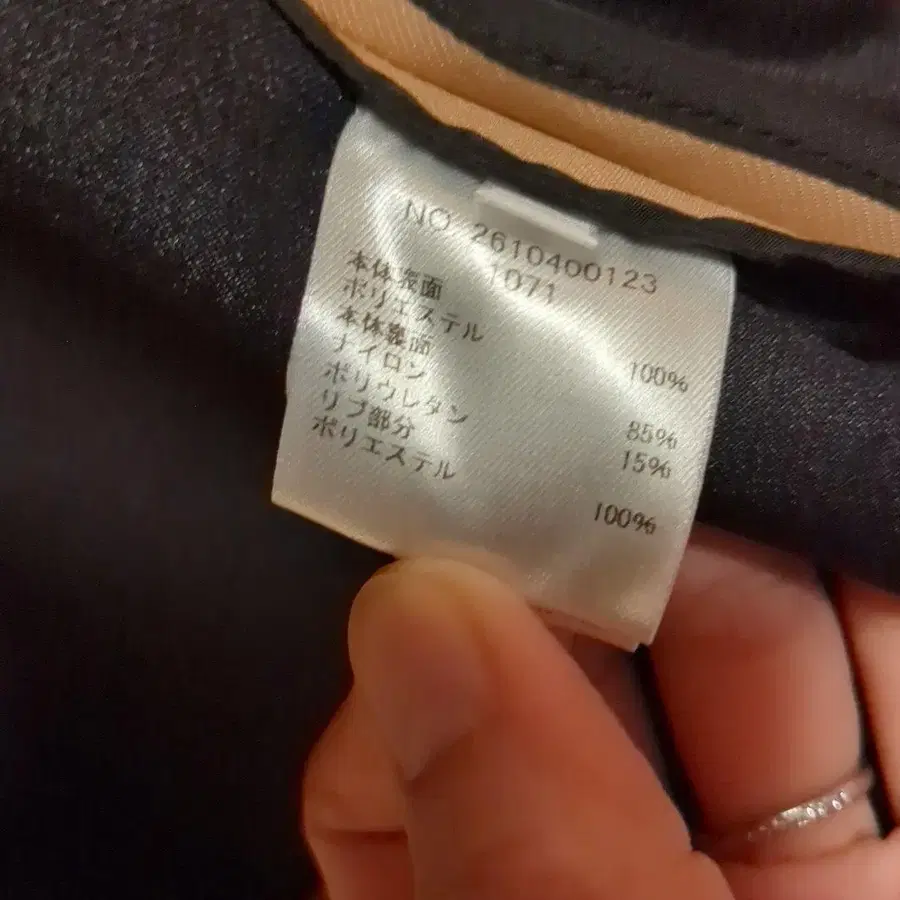 NO 2610400123
1071
本体表面
ポリエステル 100%
本体裏面
ナイロン 85%
ポリウレタン 15%
リブ部分
ポリエステル 100%